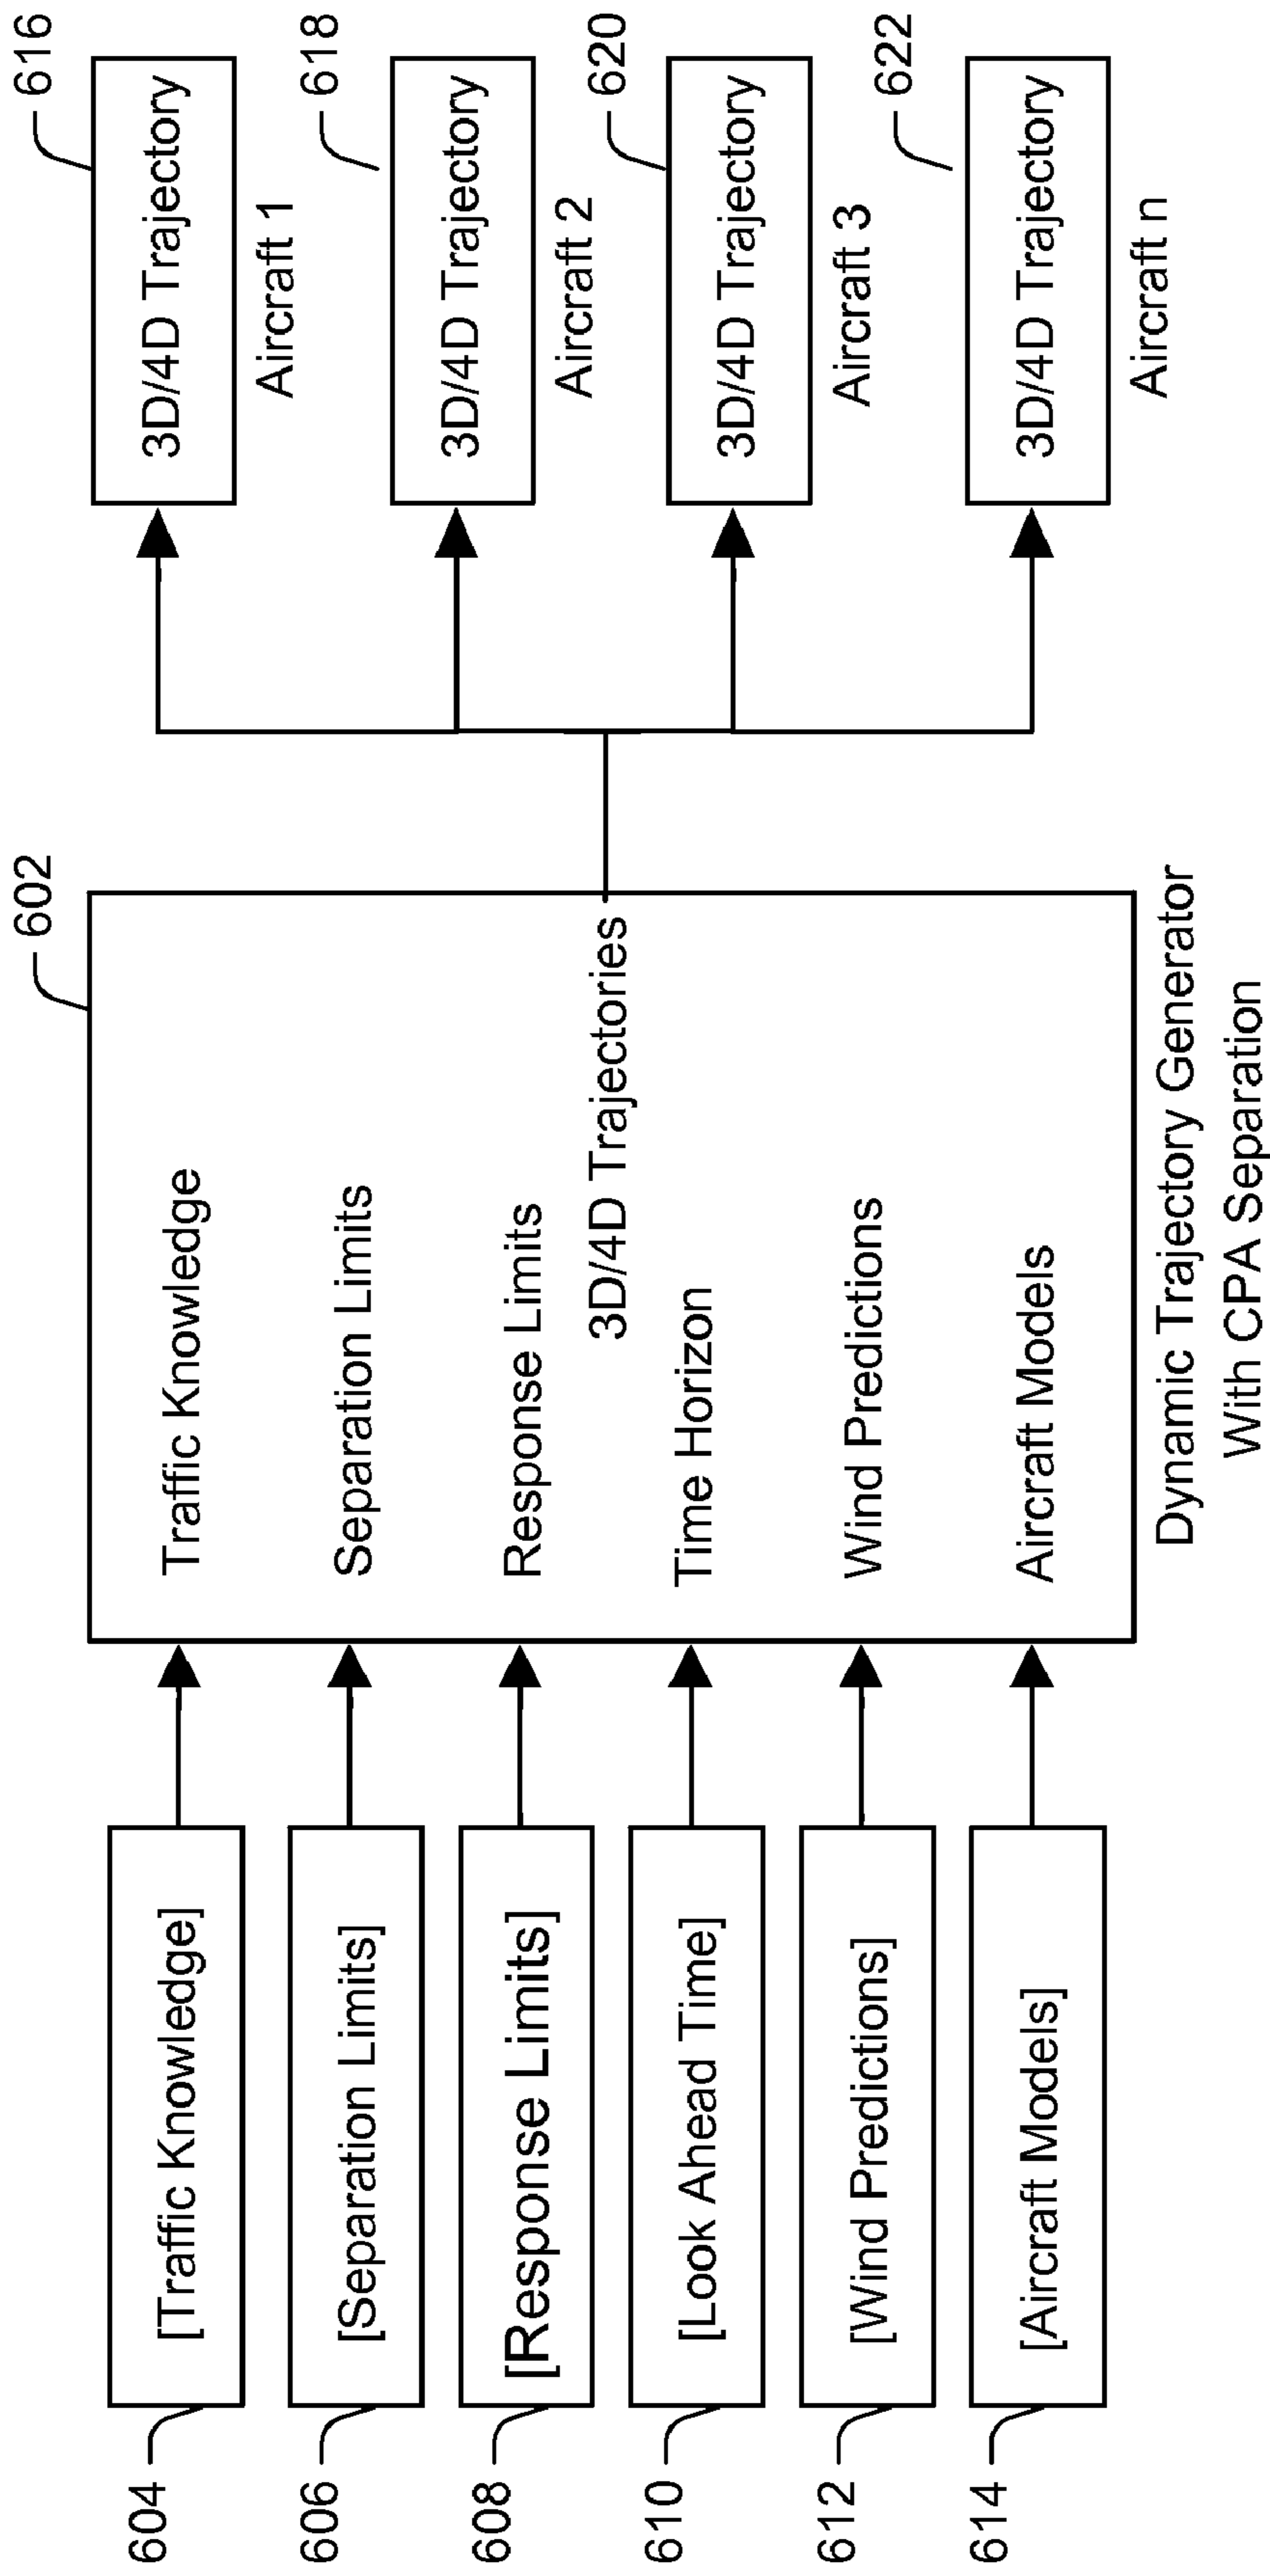 604
[Traffic Knowledge]
606
[Separation Limits]
608
[Response Limits]
610
[Look Ahead Time]
612
[Wind Predictions]
614
[Aircraft Models]
602
Traffic Knowledge
Separation Limits
Response Limits
3D/4D Trajectories
Time Horizon
Wind Predictions
Aircraft Models
Dynamic Trajectory Generator
With CPA Separation
616
3D/4D Trajectory
Aircraft 1
618
3D/4D Trajectory
Aircraft 2
620
3D/4D Trajectory
Aircraft 3
622
3D/4D Trajectory
Aircraft n